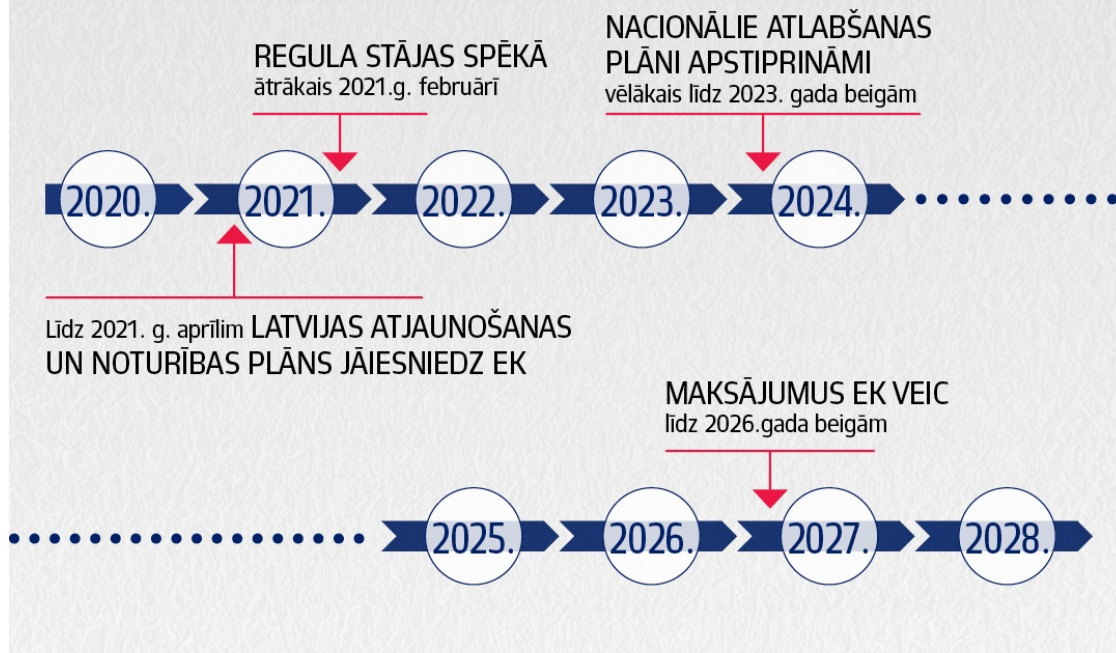 NACIONĀLIE ATLABŠANAS
PLĀNI APSTIPRINĀMI
vēlākais līdz 2023. gada beigām
REGULA STĀJAS SPĒKĀ
ātrākais 2021.g. februārī
2020.
2021.
2022.
2023.
2024.
Līdz 2021. g. aprīlim LATVIJAS ATJAUNOŠANAS
UN NOTURĪBAS PLĀNS JĀIESNIEDZ EK
MAKSĀJUMUS EK VEIC
līdz 2026.gada beigām
2025.
2026.
2027.
2028.